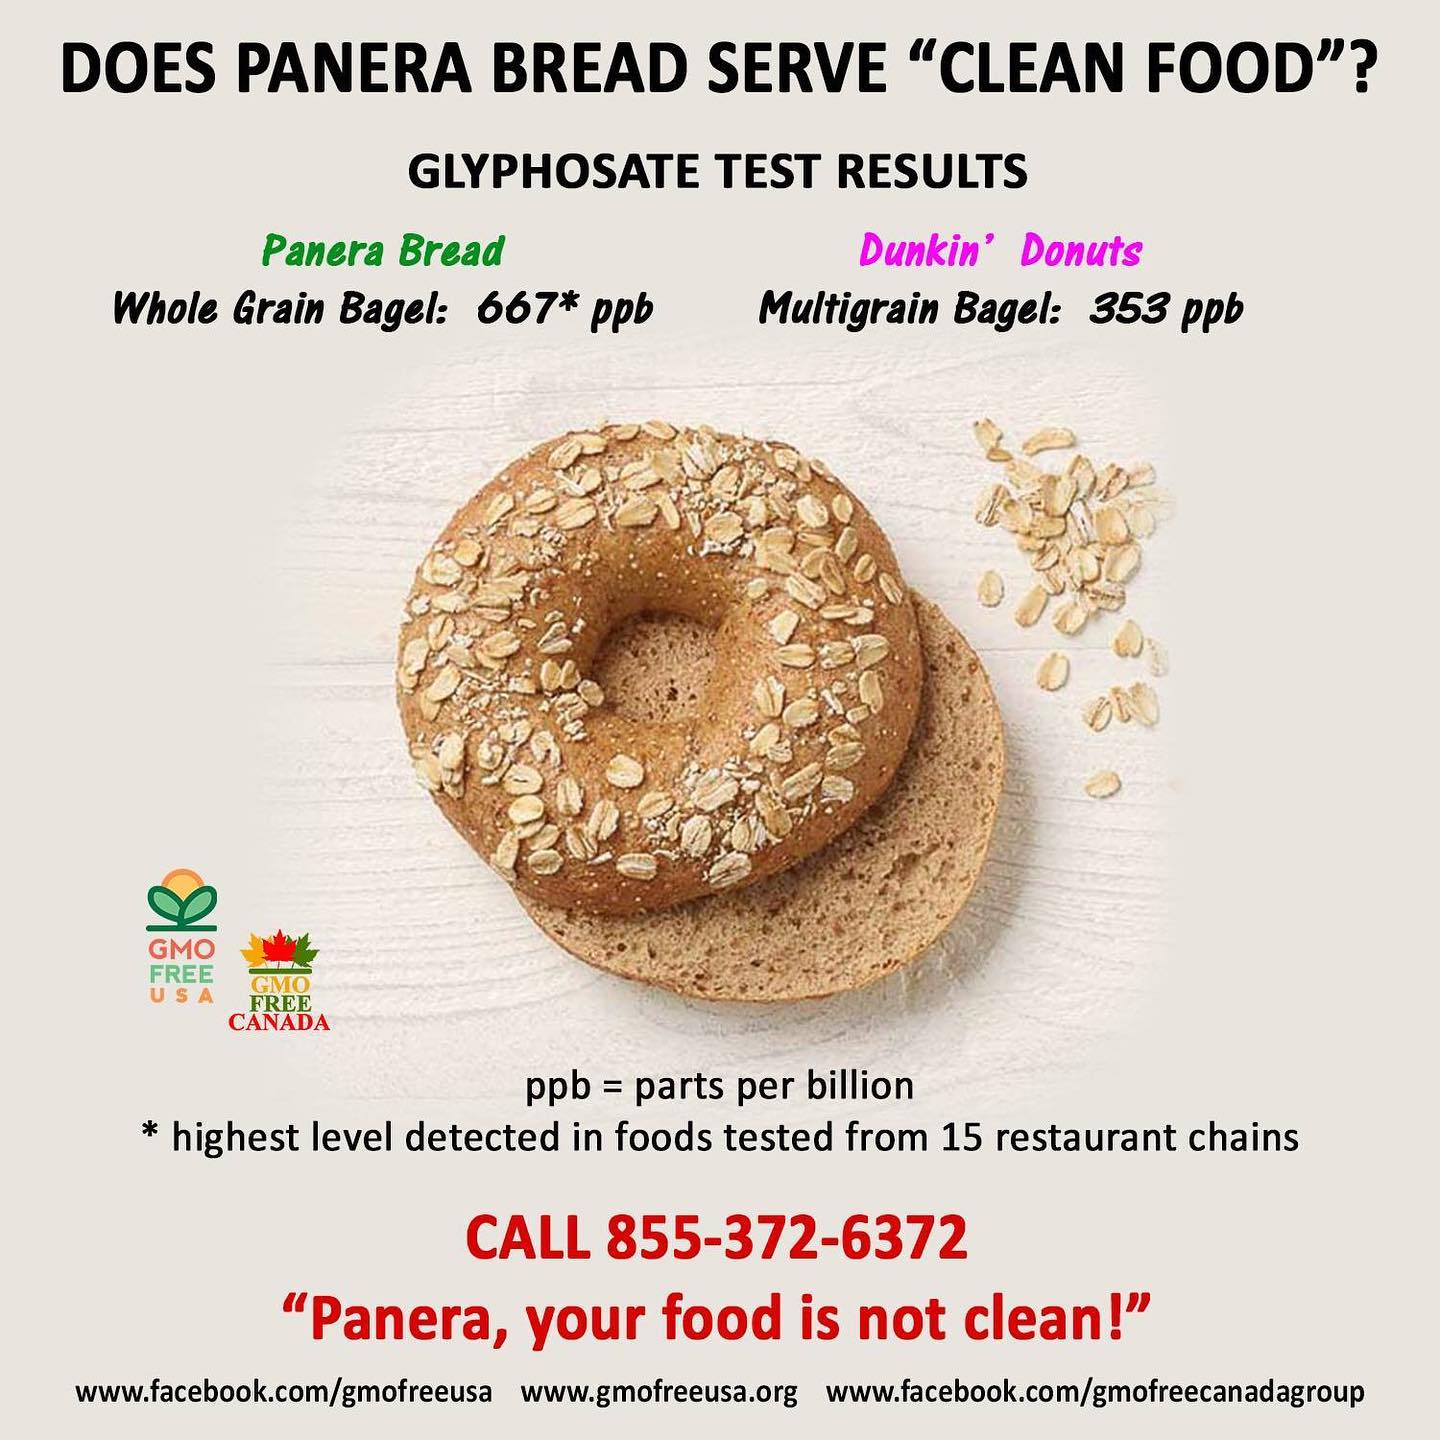 DOES PANERA BREAD SERVE “CLEAN FOOD”?
GLYPHOSATE TEST RESULTS
Panera Bread
Whole Grain Bagel: 667* ppb
Dunkin’ Donuts
Multigrain Bagel: 353 ppb
GMO
FREE
USA
GMO
FREE
CANADA
ppb = parts per billion
* highest level detected in foods tested from 15 restaurant chains
CALL 855-372-6372
“Panera, your food is not clean!”
www.facebook.com/gmofreeusa www.gmofreeusa.org www.facebook.com/gmofreecanadagroup